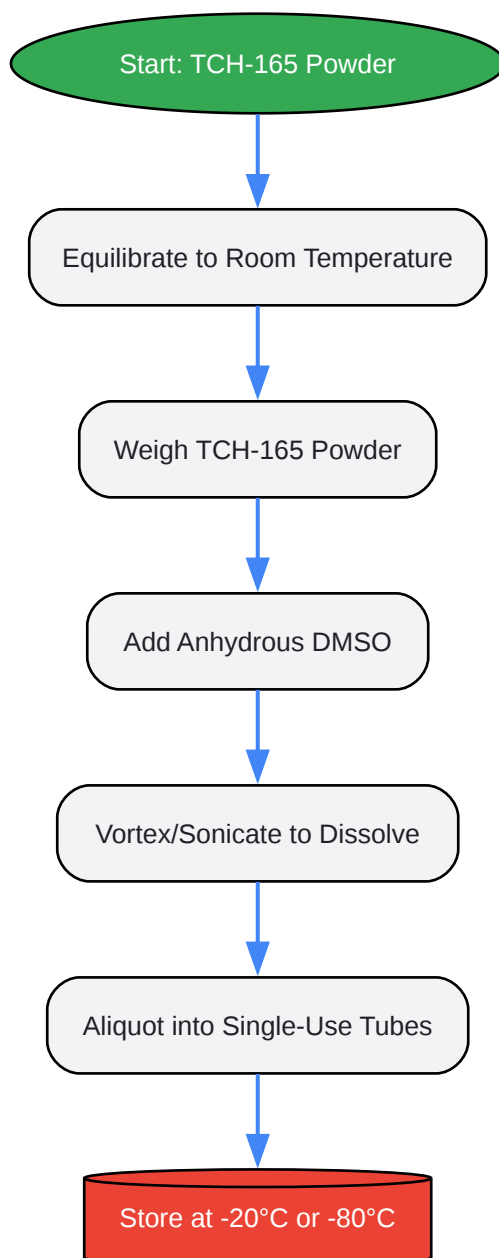 Start: TCH-165 Powder
Equilibrate to Room Temperature
Weigh TCH-165 Powder
Add Anhydrous DMSO
Vortex/Sonicate to Dissolve
Aliquot into Single-Use Tubes
Store at -20°C or -80°C